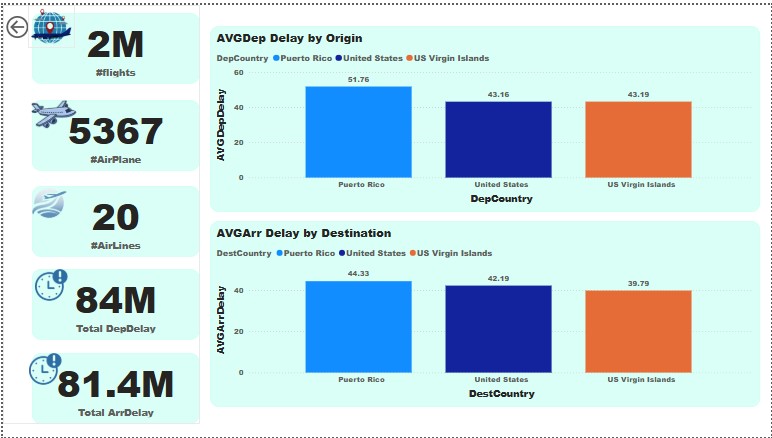 2M
#flights
5367
#AirPlane
20
#AirLines
84M
Total DepDelay
81.4M
Total ArrDelay
AVGDep Delay by Origin
DepCountry Puerto Rico United States US Virgin Islands
AVGDepDelay
60
40
20
0
51.76
43.16
43.19
Puerto Rico
United States
US Virgin Islands
DepCountry
AVGArr Delay by Destination
DestCountry Puerto Rico United States US Virgin Islands
AVGArrDelay
40
20
0
44.33
42.19
39.79
Puerto Rico
United States
US Virgin Islands
DestCountry